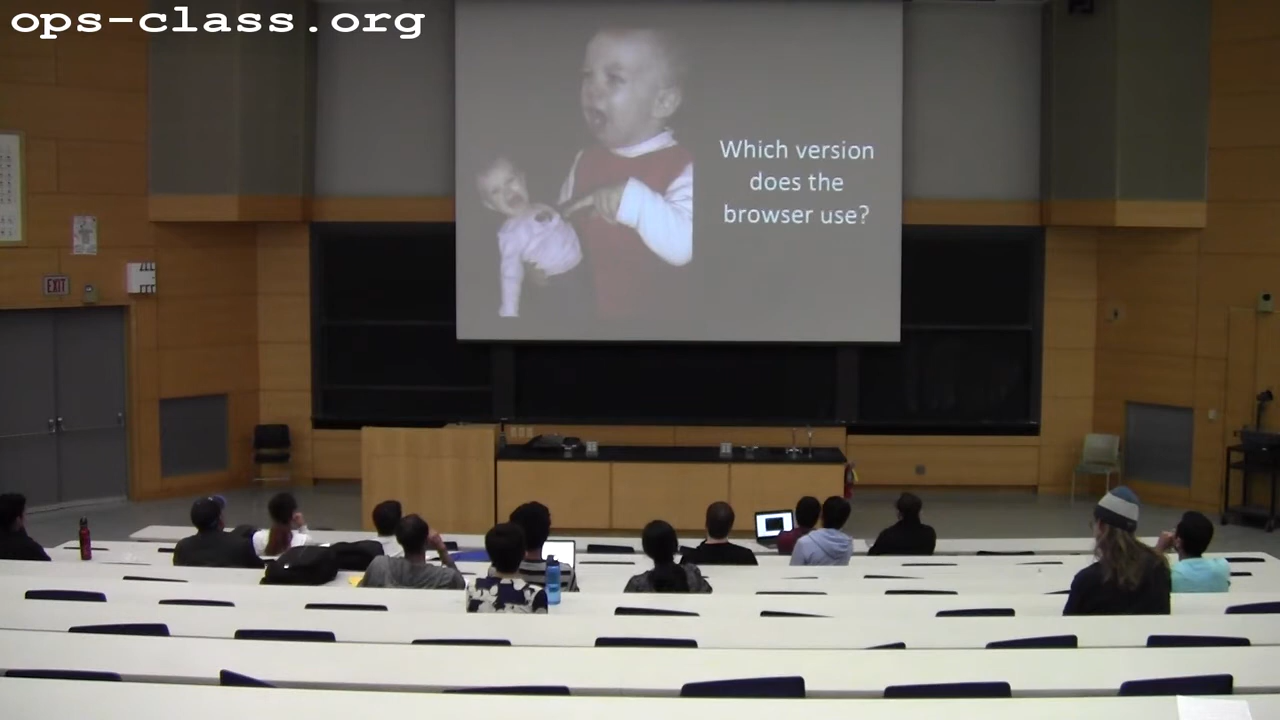 ops-class.org
Which version
does the
browser use?
EXIT